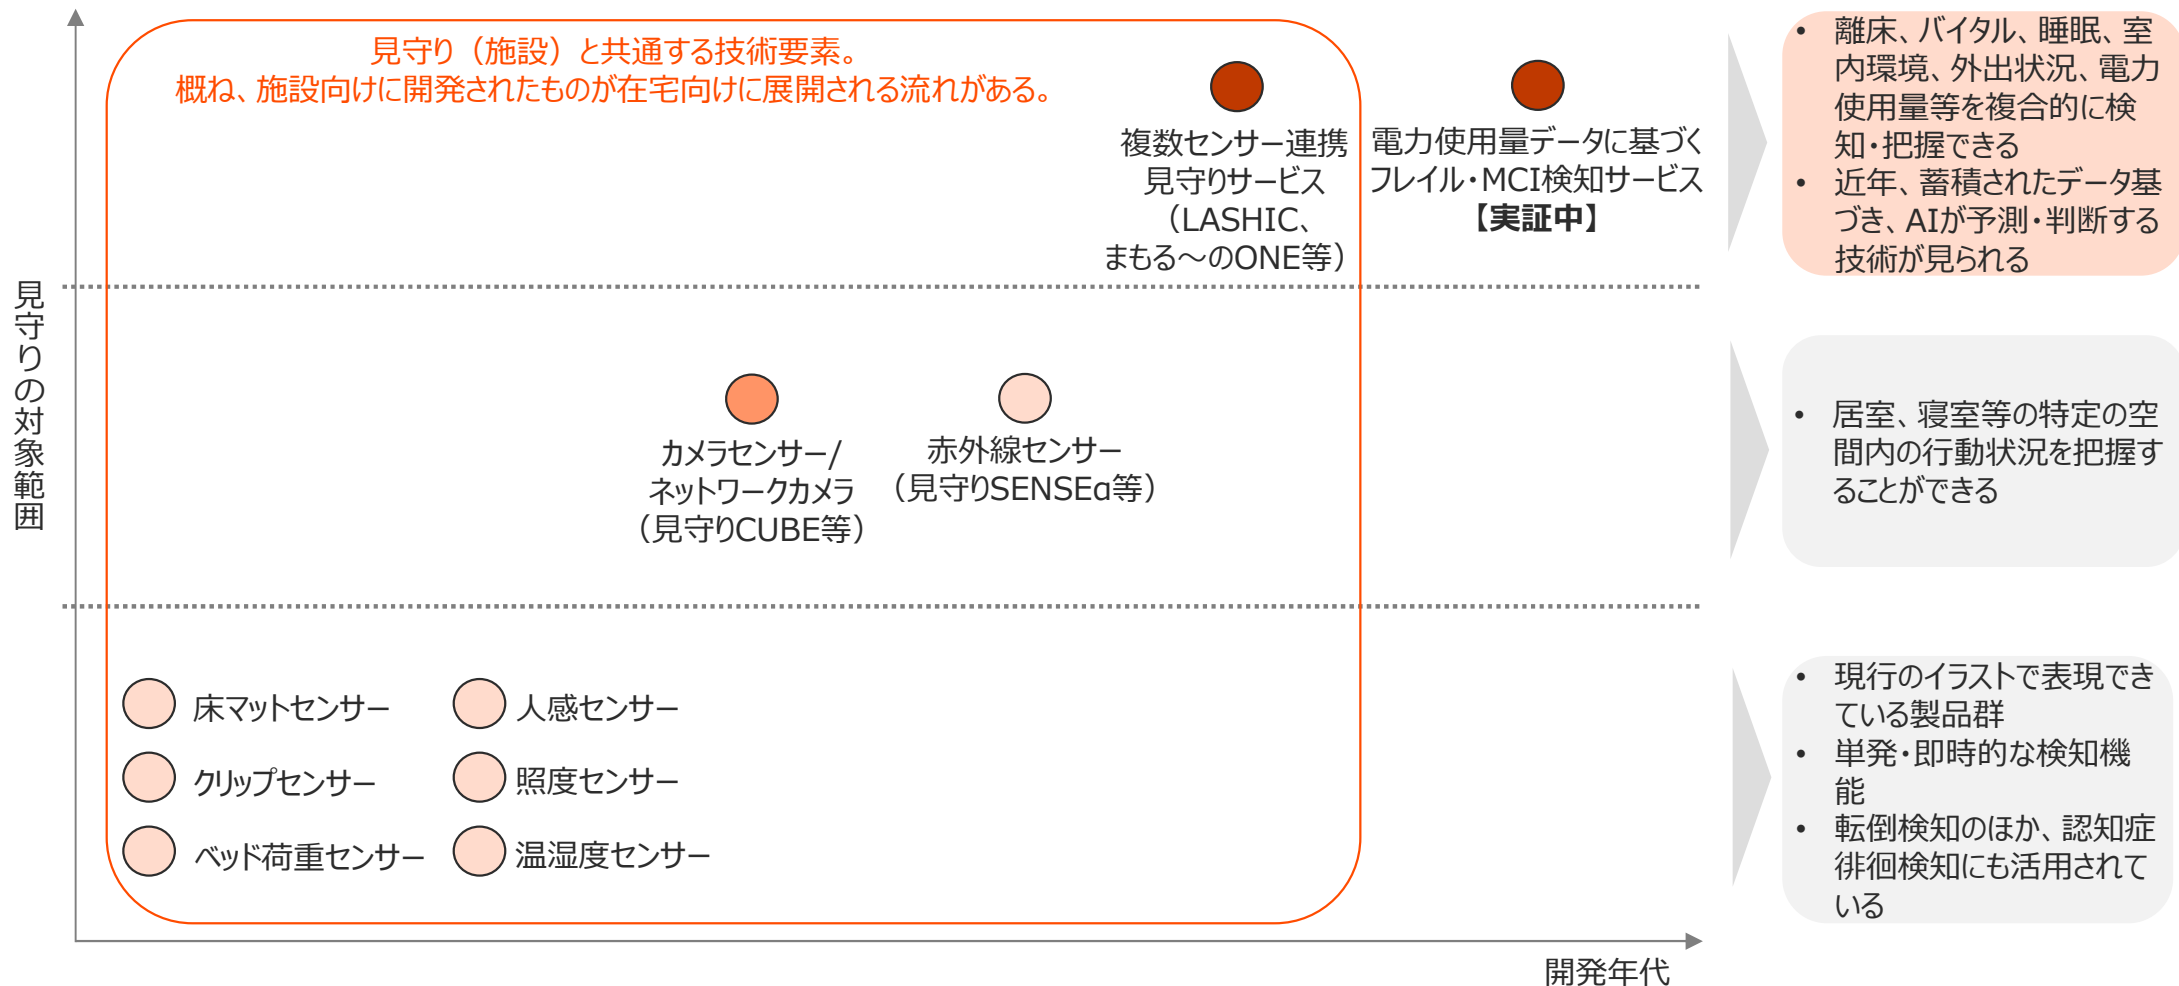 見守り（施設）と共通する技術要素。
概ね、施設向けに開発されたものが在宅向けに展開される流れがある。
複数センサー連携
見守りサービス
（LASHIC、
まもる～のONE等）
電力使用量データに基づく
フレイル・MCI検知サービス
【実証中】
• 離床、バイタル、睡眠、室
内環境、外出状況、電力
使用量等を複合的に検
知・把握できる
• 近年、蓄積されたデータ基
づき、AIが予測・判断する
技術が見られる
見守りの対象範囲
カメラセンサー/
ネットワークカメラ
（見守りCUBE等）
赤外線センサー
（見守りSENSEα等）
• 居室、寝室等の特定の空
間内の行動状況を把握す
ることができる
床マットセンサー
人感センサー
クリップセンサー
照度センサー
ベッド荷重センサー
温湿度センサー
• 現行のイラストで表現でき
ている製品群
• 単発・即時的な検知機
能
• 転倒検知のほか、認知症
徘徊検知にも活用されて
いる
開発年代